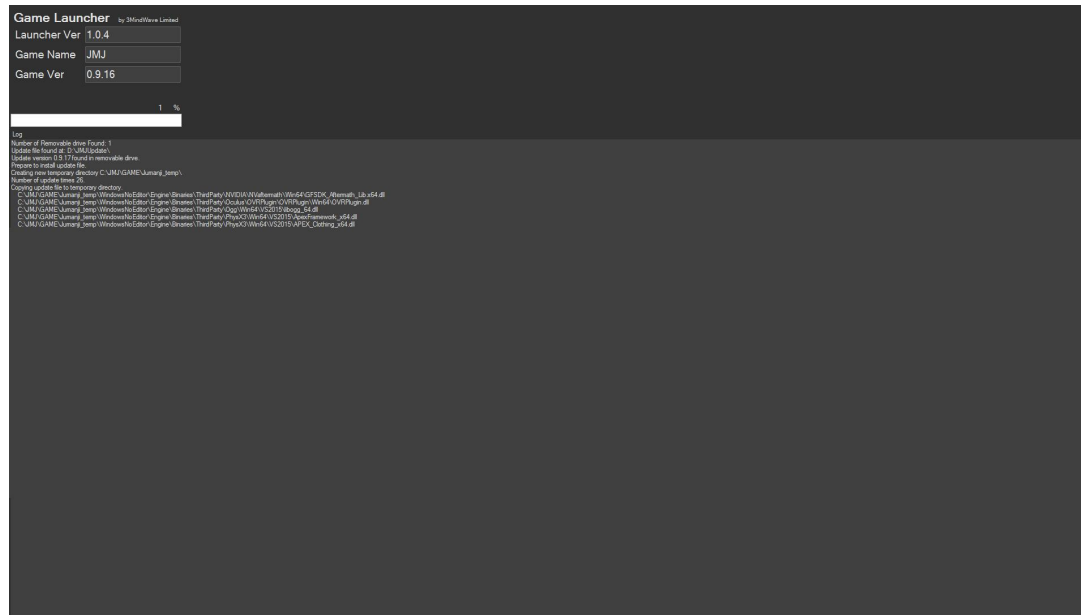 Game Launcher by 3MindWave Limited
Launcher Ver 1.0.4
Game Name JMJ
Game Ver 0.9.16
1 %
Log
Number of Removable drive Found: 1
Update file found at: D:\JMJUpdate\
Update version 0.9.17 found in removable dirve.
Prepare to install update file.
Creating new temporary directory C:\JMJ\GAME\Jumanji_temp\
Number of update times 26.
Copying update file to temporary directory.
C:\JMJ\GAME\Jumanji_temp\WindowsNoEditor\Engine\Binaries\ThirdParty\NVIDIA\NVaftermath\Win64\GFSDK_Aftermath_Lib.x64.dll
C:\JMJ\GAME\Jumanji_temp\WindowsNoEditor\Engine\Binaries\ThirdParty\Oculus\OVRPlugin\OVRPlugin\Win64\OVRPlugin.dll
C:\JMJ\GAME\Jumanji_temp\WindowsNoEditor\Engine\Binaries\ThirdParty\Ogg\Win64\VS2015\libogg_64.dll
C:\JMJ\GAME\Jumanji_temp\WindowsNoEditor\Engine\Binaries\ThirdParty\PhysX3\Win64\VS2015\ApexFramework_x64.dll
C:\JMJ\GAME\Jumanji_temp\WindowsNoEditor\Engine\Binaries\ThirdParty\PhysX3\Win64\VS2015\APEX_Clothing_x64.dll